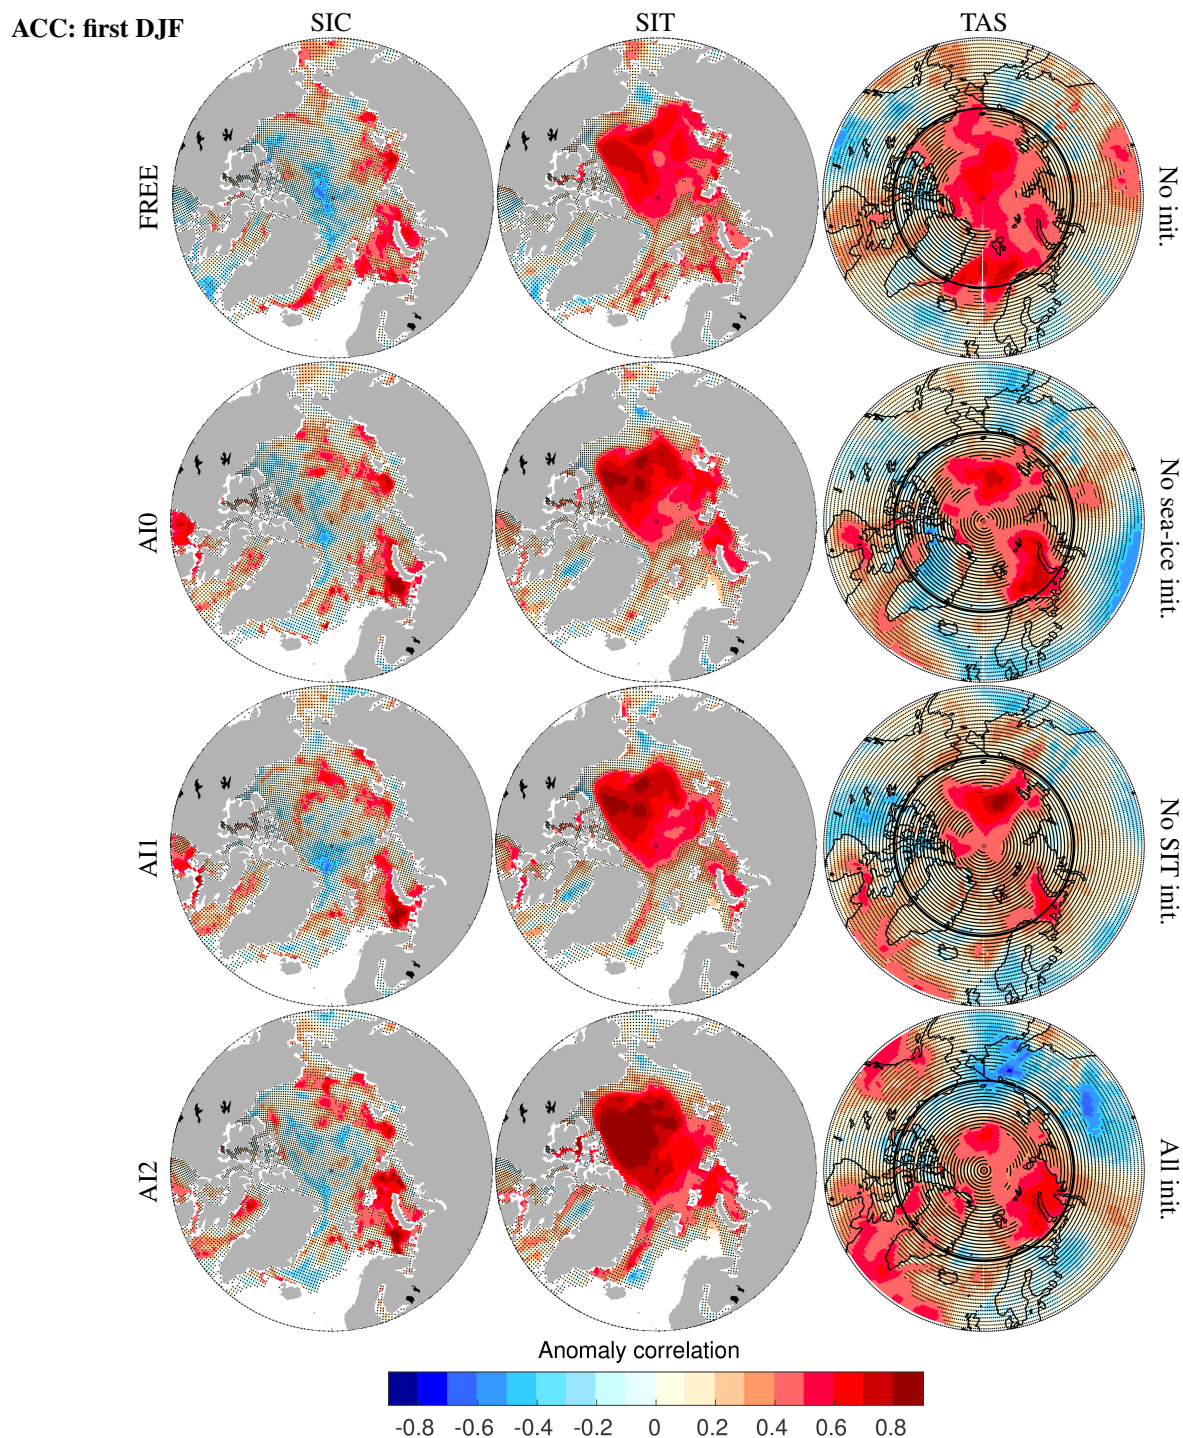 ACC: first DJF
SIC SIT TAS
FREE
No init.
AI0
No sea-ice init.
AI1
No SIT init.
AI2
All init.
Anomaly correlation
-0.8 -0.6 -0.4 -0.2 0 0.2 0.4 0.6 0.8